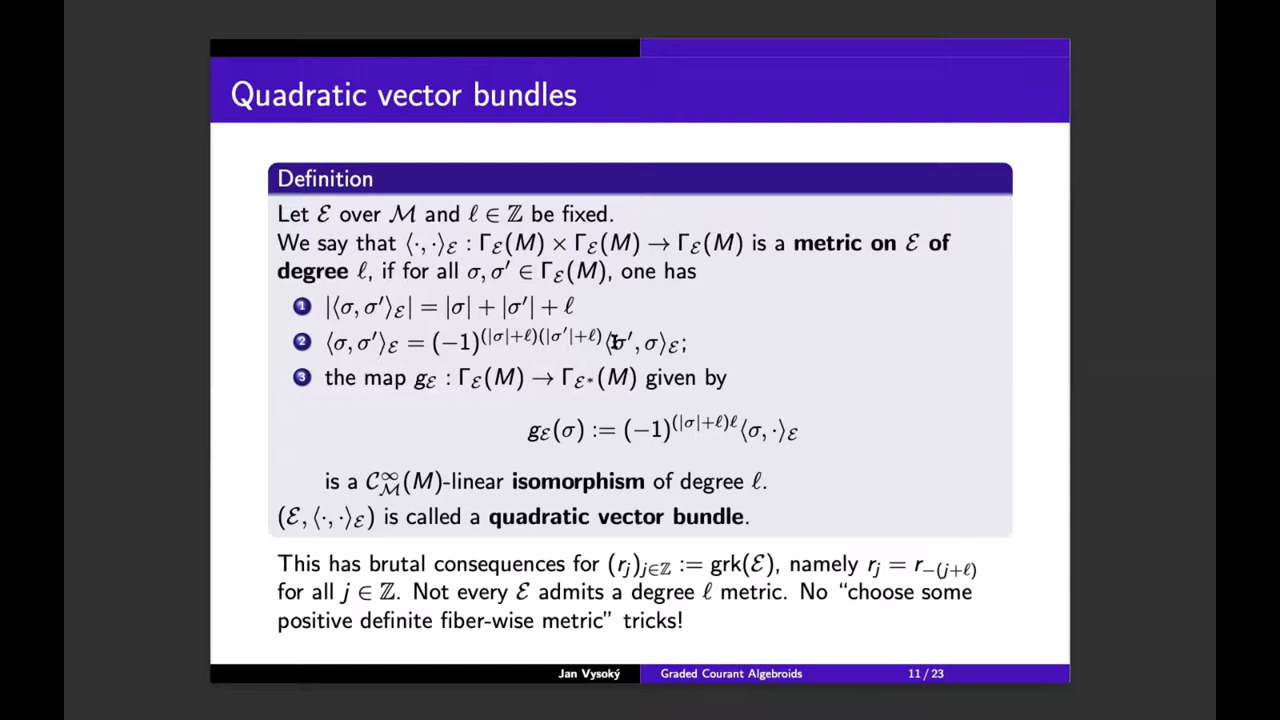 Quadratic vector bundles
Definition
Let ℰ over ℳ and ℓ ∈ ℤ be fixed.
We say that ⟨·, ·⟩_ℰ : Γ_ℰ(M) × Γ_ℰ(M) → Γ_ℰ(M) is a metric on ℰ of
degree ℓ, if for all σ, σ′ ∈ Γ_ℰ(M), one has
1 |⟨σ, σ′⟩_ℰ| = |σ| + |σ′| + ℓ
2 ⟨σ, σ′⟩_ℰ = (−1)^{(|σ|+ℓ)(|σ′|+ℓ)}⟨σ′, σ⟩_ℰ;
3 the map g_ℰ : Γ_ℰ(M) → Γ_ℰ*(M) given by
g_ℰ(σ) := (−1)^{(|σ|+ℓ)ℓ}⟨σ, ·⟩_ℰ
is a 𝒞^∞_ℳ(M)-linear isomorphism of degree ℓ.
(ℰ, ⟨·, ·⟩_ℰ) is called a quadratic vector bundle.
This has brutal consequences for (r_j)_{j∈ℤ} := grk(ℰ), namely r_j = r_{−(j+ℓ)}
for all j ∈ ℤ. Not every ℰ admits a degree ℓ metric. No “choose some
positive definite fiber-wise metric” tricks!
Jan Vysoký Graded Courant Algebroids 11 / 23